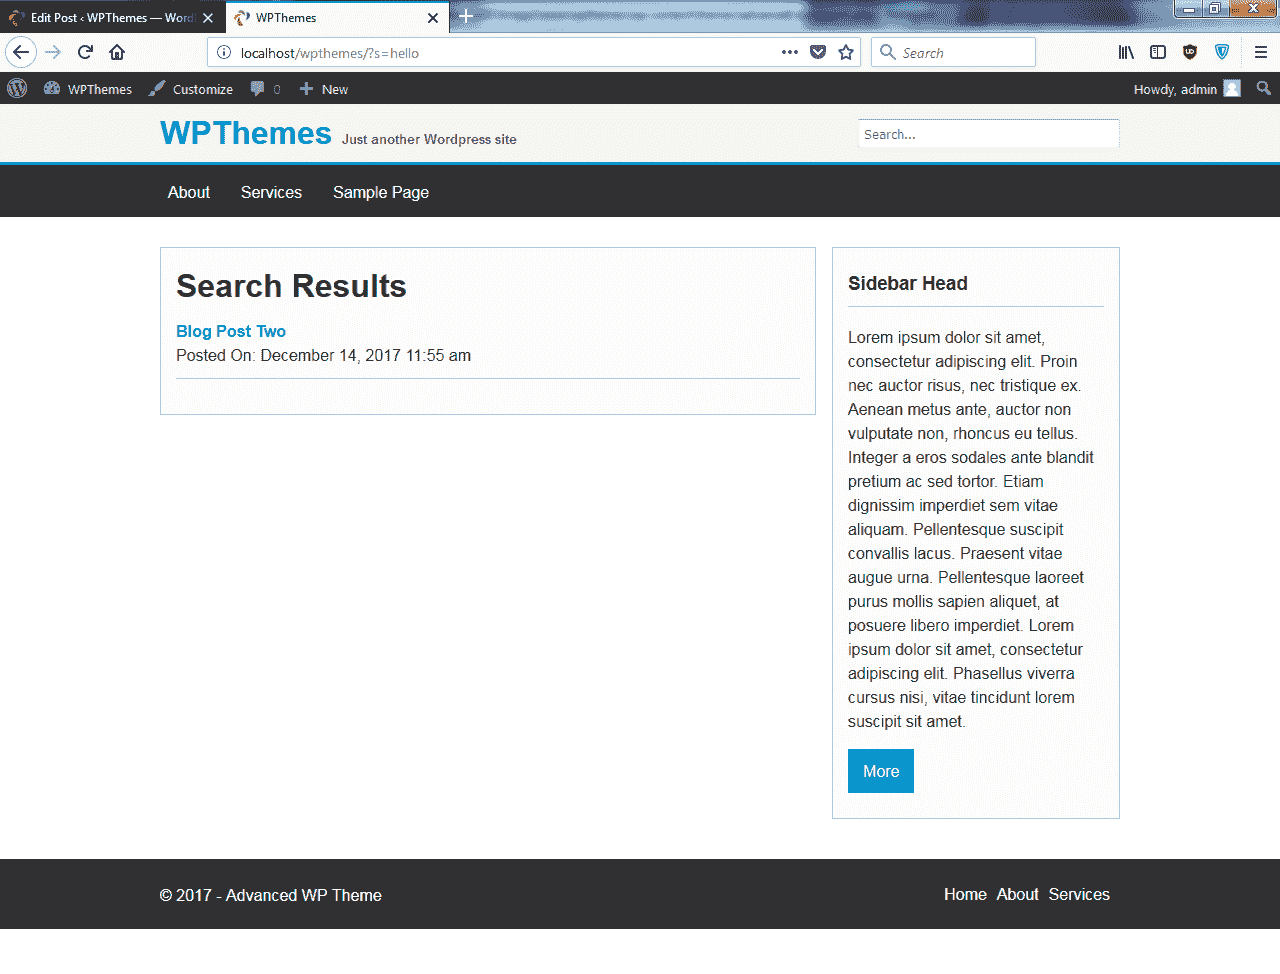 Edit Post ‹ WPThemes — Word
WPThemes
localhost/wpthemes/?s=hello
Search
WPThemes
Customize
0
New
Howdy, admin
WPThemes
Just another Wordpress site
Search...
About
Services
Sample Page
Search Results
Blog Post Two
Posted On: December 14, 2017 11:55 am
Sidebar Head
Lorem ipsum dolor sit amet,
consectetur adipiscing elit. Proin
nec auctor risus, nec tristique ex.
Aenean metus ante, auctor non
vulputate non, rhoncus eu tellus.
Integer a eros sodales ante blandit
pretium ac sed tortor. Etiam
dignissim imperdiet sem vitae
aliquam. Pellentesque suscipit
convallis lacus. Praesent vitae
augue urna. Pellentesque laoreet
purus mollis sapien aliquet, at
posuere libero imperdiet. Lorem
ipsum dolor sit amet, consectetur
adipiscing elit. Phasellus viverra
cursus nisi, vitae tincidunt lorem
suscipit sit amet.
More
© 2017 - Advanced WP Theme
Home
About
Services